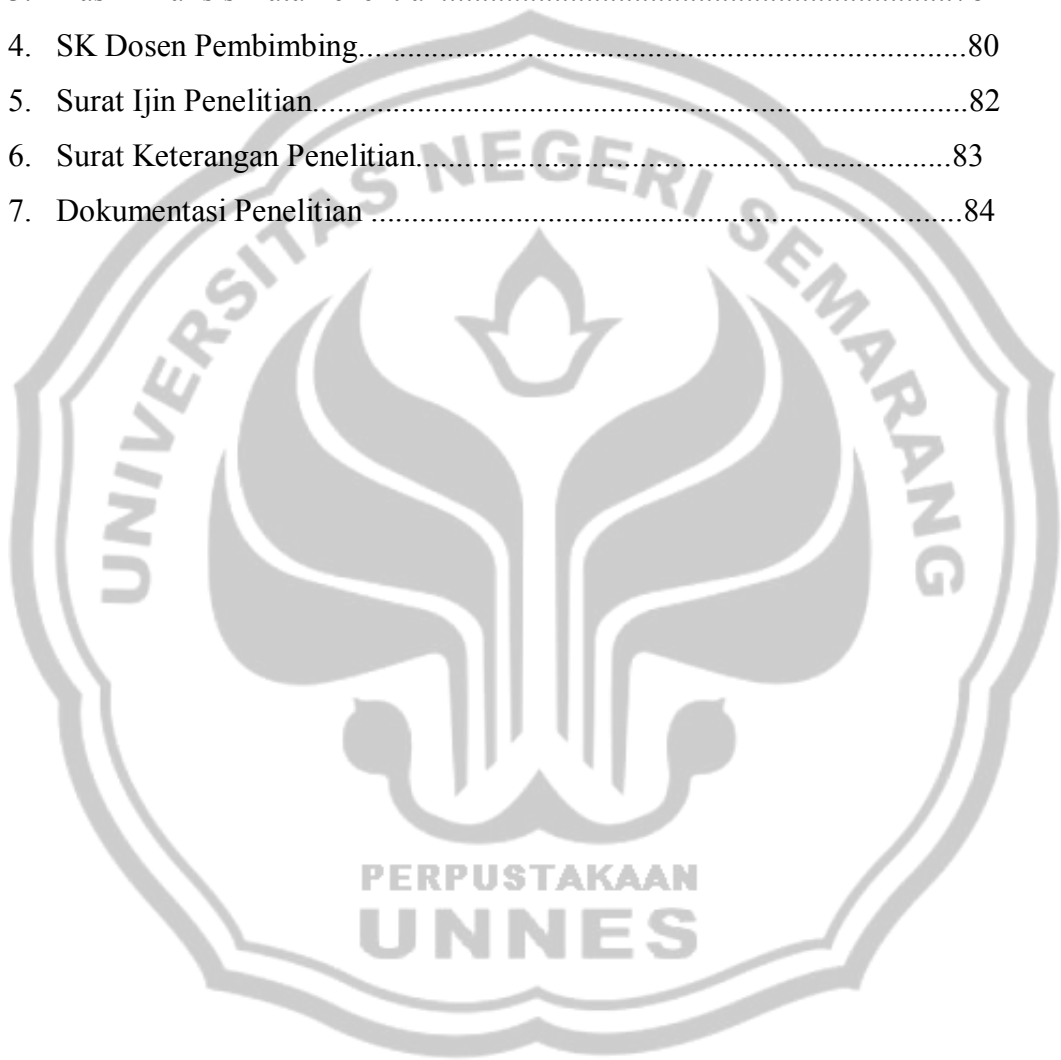 4. SK Dosen Pembimbing..........................................................................................80
5. Surat Ijin Penelitian................................................................................................82
6. Surat Keterangan Penelitian..............................................................................83
7. Dokumentasi Penelitian .......................................................................................84
UNIVERSITAS NEGERI SEMARANG
PERPUSTAKAAN
UNNES